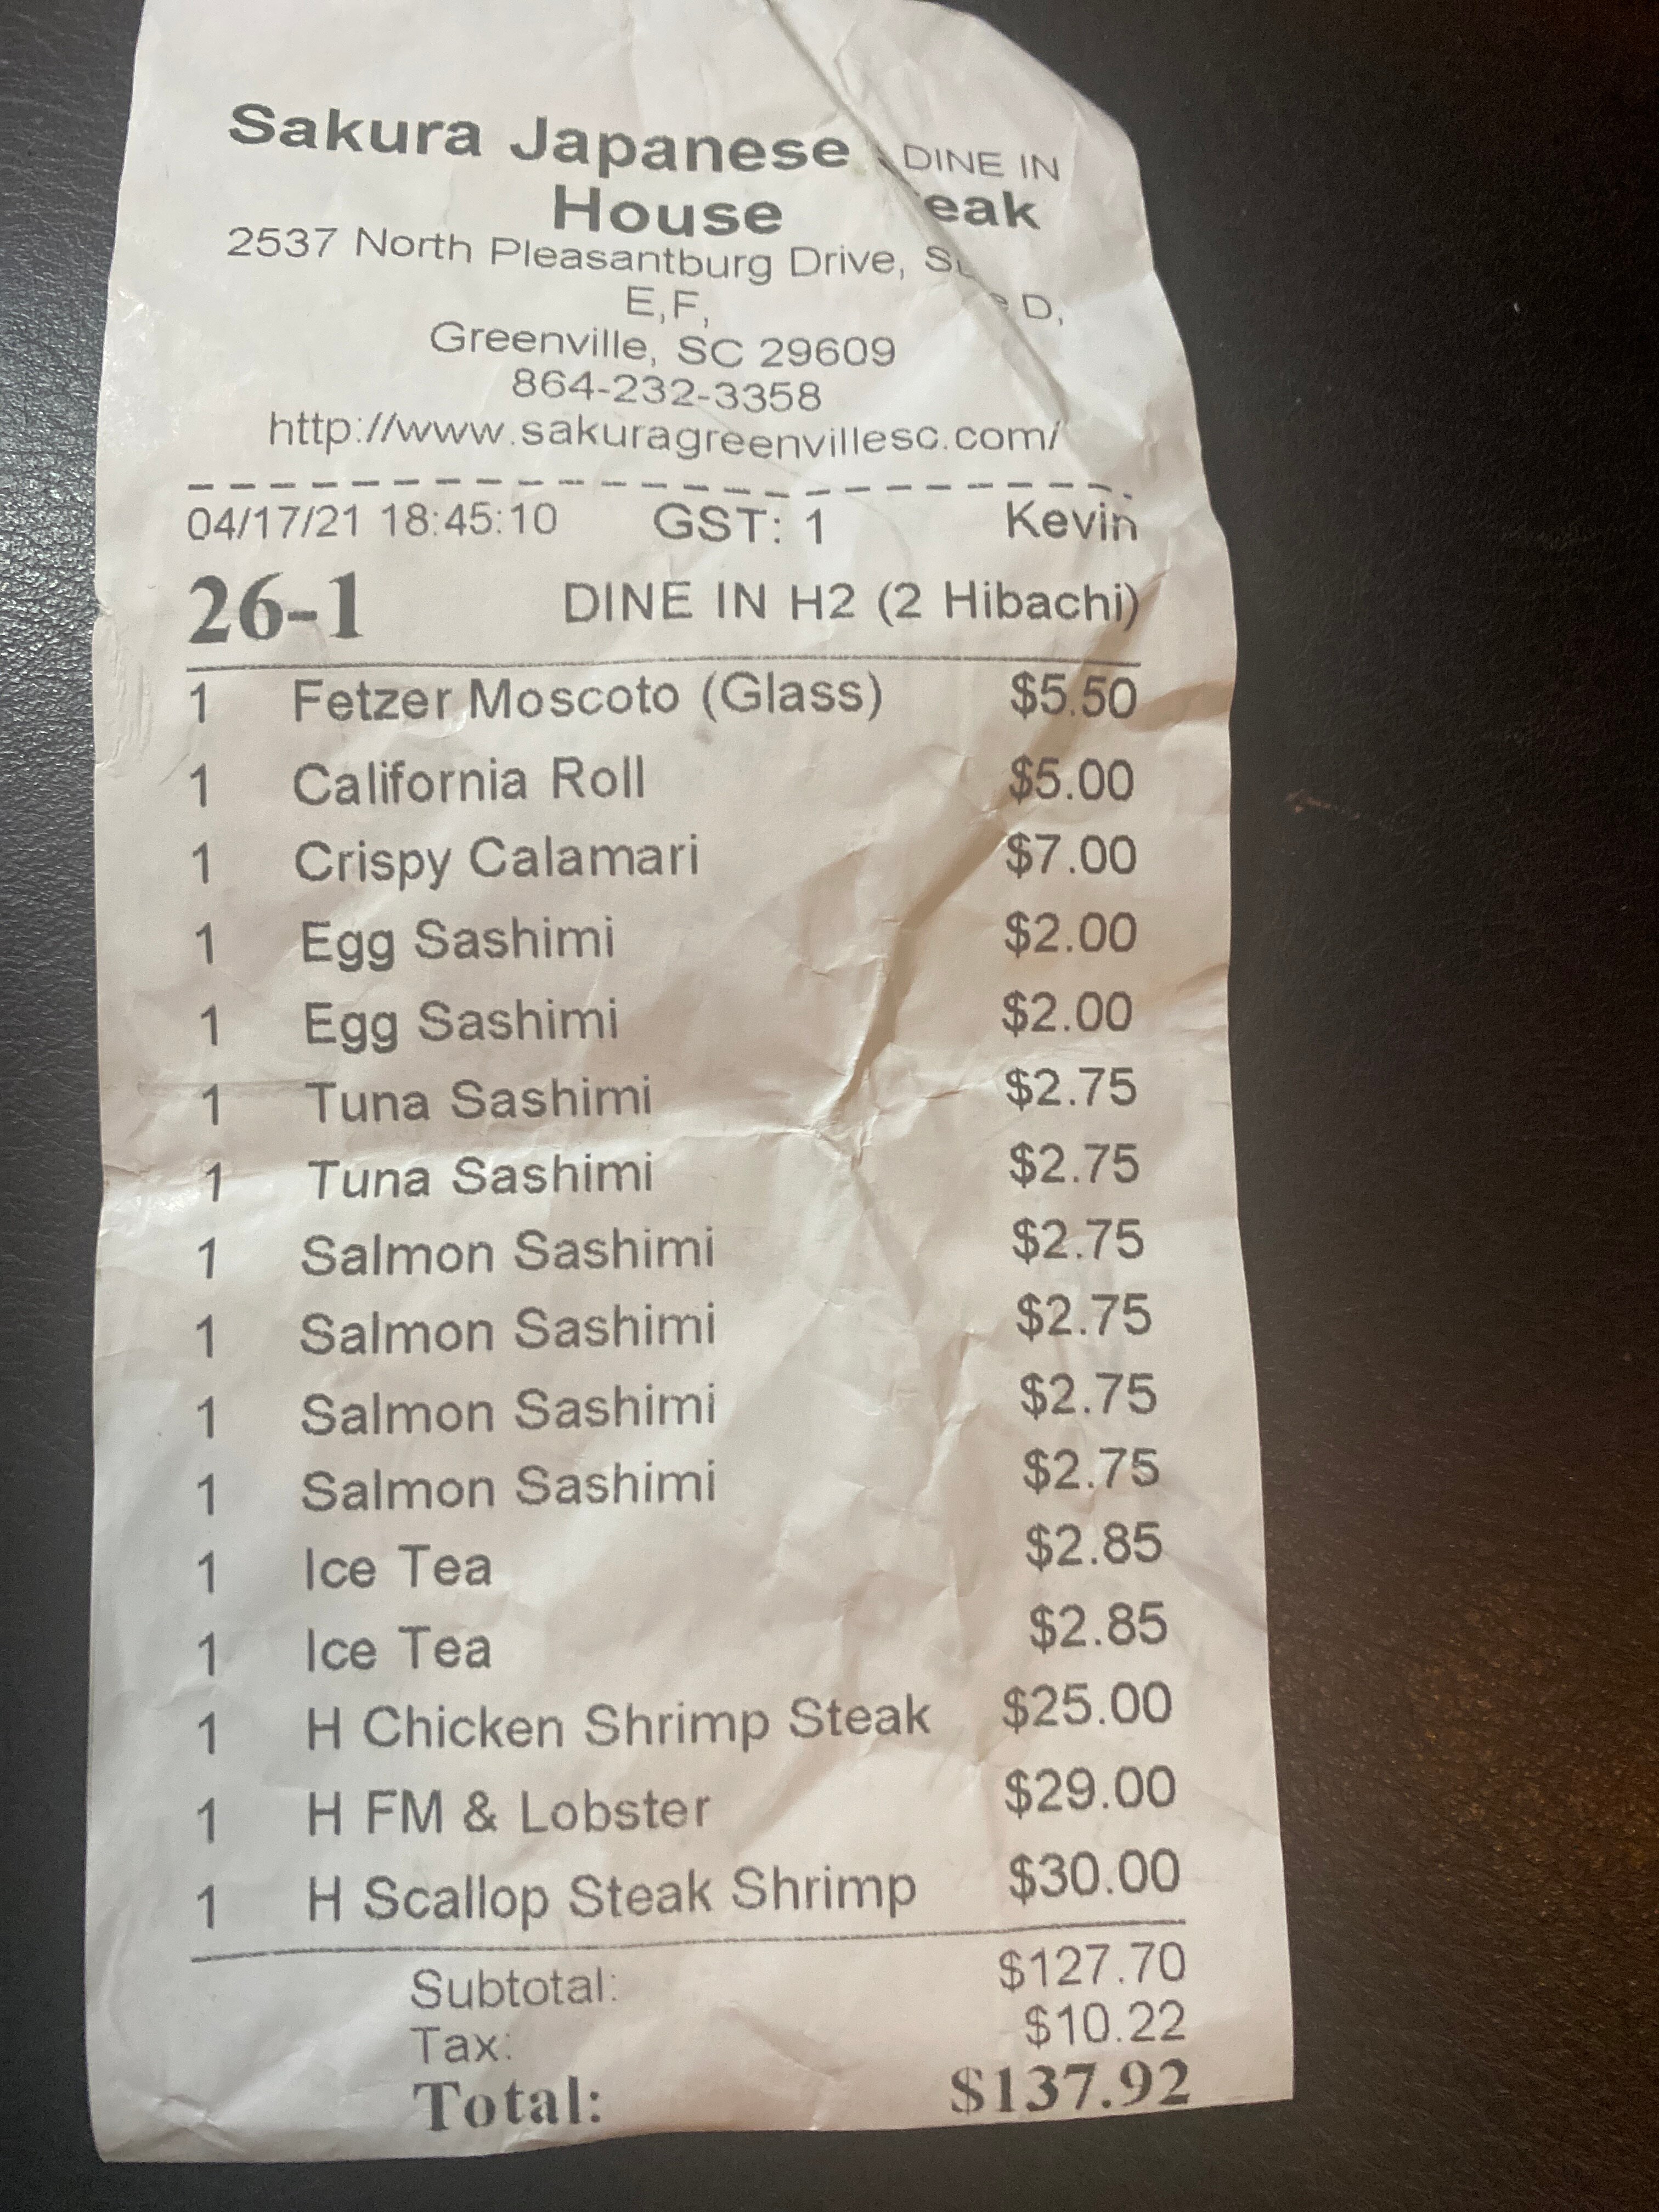 Sakura Japanese DINE IN
House eak
2537 North Pleasantburg Drive,
E,F, D,
Greenville, SC 29609
864-232-3358
http://www.sakuragreenvillesc.com/
04/17/21 18:45:10 GST: 1 Kevin
26-1 DINE IN H2 (2 Hibachi)
1 Fetzer Moscoto (Glass) $5.50
1 California Roll $5.00
1 Crispy Calamari $7.00
1 Egg Sashimi $2.00
1 Egg Sashimi $2.00
1 Tuna Sashimi $2.75
1 Tuna Sashimi $2.75
1 Salmon Sashimi $2.75
1 Salmon Sashimi $2.75
1 Salmon Sashimi $2.75
1 Salmon Sashimi $2.75
1 Ice Tea $2.85
1 Ice Tea $2.85
1 H Chicken Shrimp Steak $25.00
1 H FM & Lobster $29.00
1 H Scallop Steak Shrimp $30.00
Subtotal: $127.70
Tax: $10.22
Total: $137.92